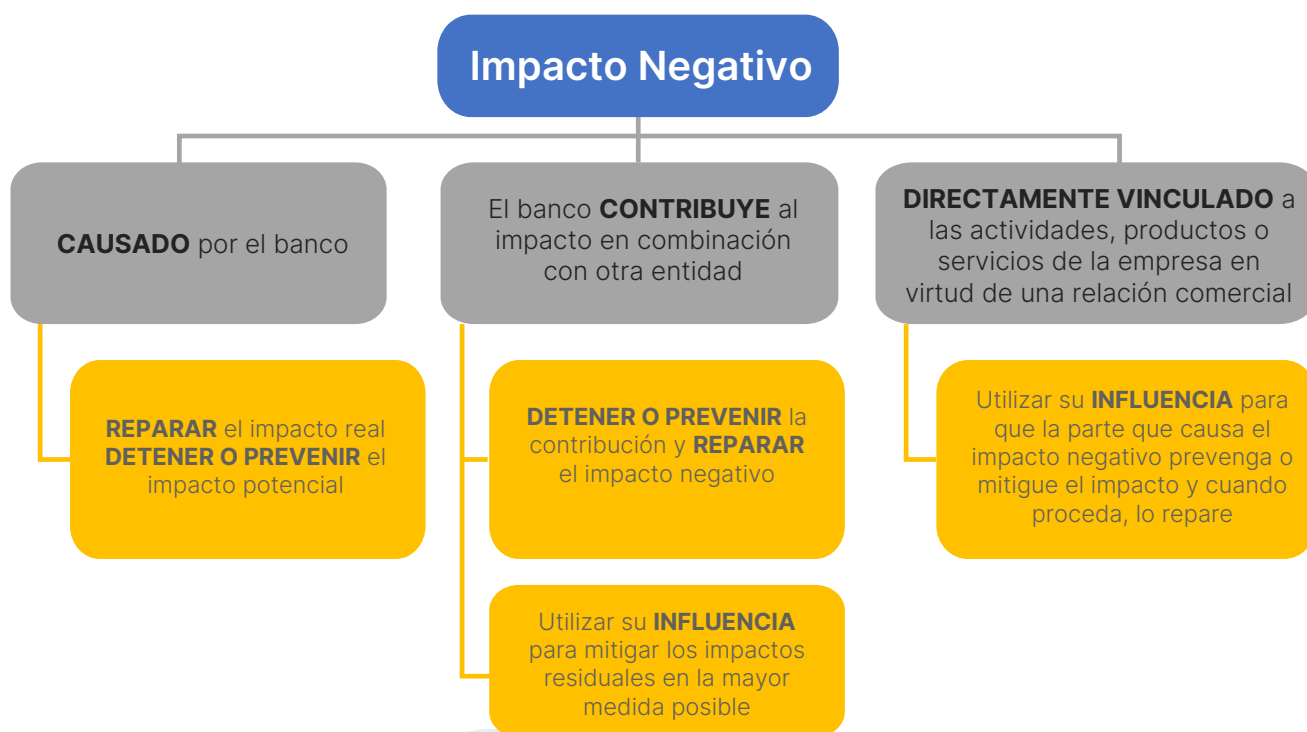 Impacto Negativo
CAUSADO por el banco
El banco CONTRIBUYE al
impacto en combinación
con otra entidad
DIRECTAMENTE VINCULADO a
las actividades, productos o
servicios de la empresa en
virtud de una relación comercial
REPARAR el impacto real
DETENER O PREVENIR el
impacto potencial
DETENER O PREVENIR la
contribución y REPARAR
el impacto negativo
Utilizar su INFLUENCIA
para mitigar los impactos
residuales en la mayor
medida posible
Utilizar su INFLUENCIA para
que la parte que causa el
impacto negativo prevenga o
mitigue el impacto y cuando
proceda, lo repare